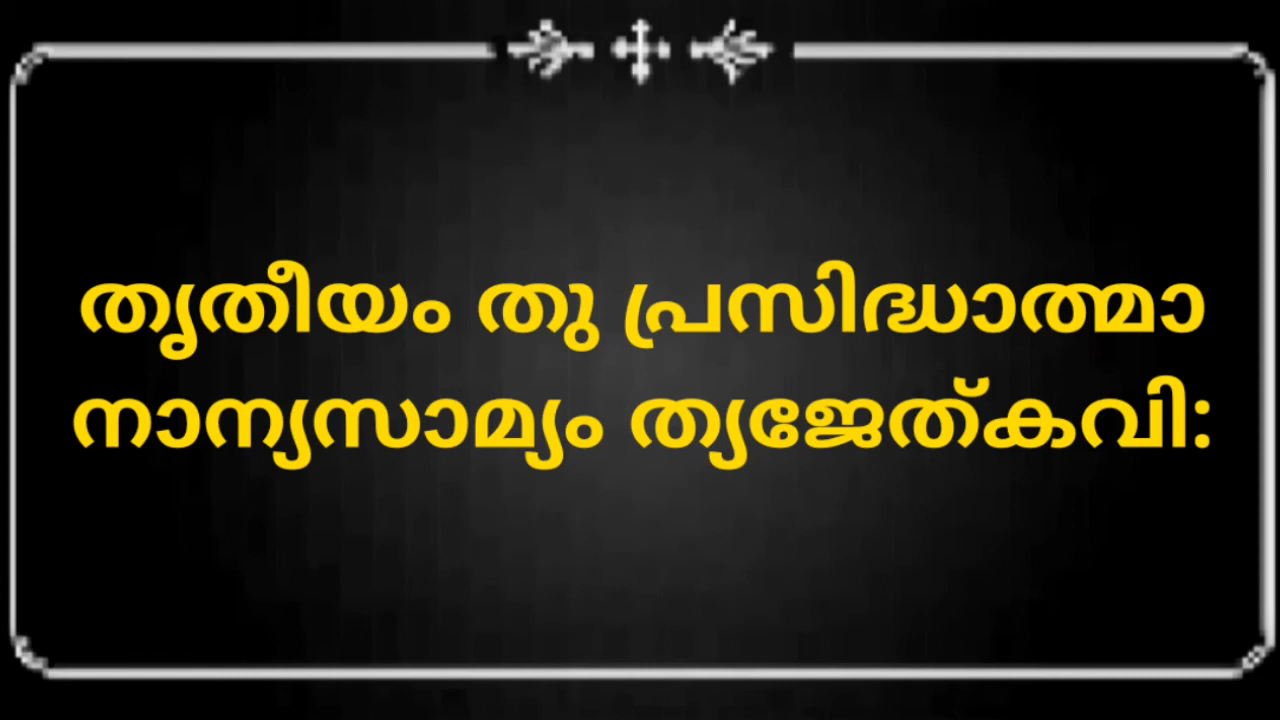 തൃതീയം തു പ്രസിദ്ധാത്മാ
നാന്യസാമ്യം ത്യജേത്കവി: